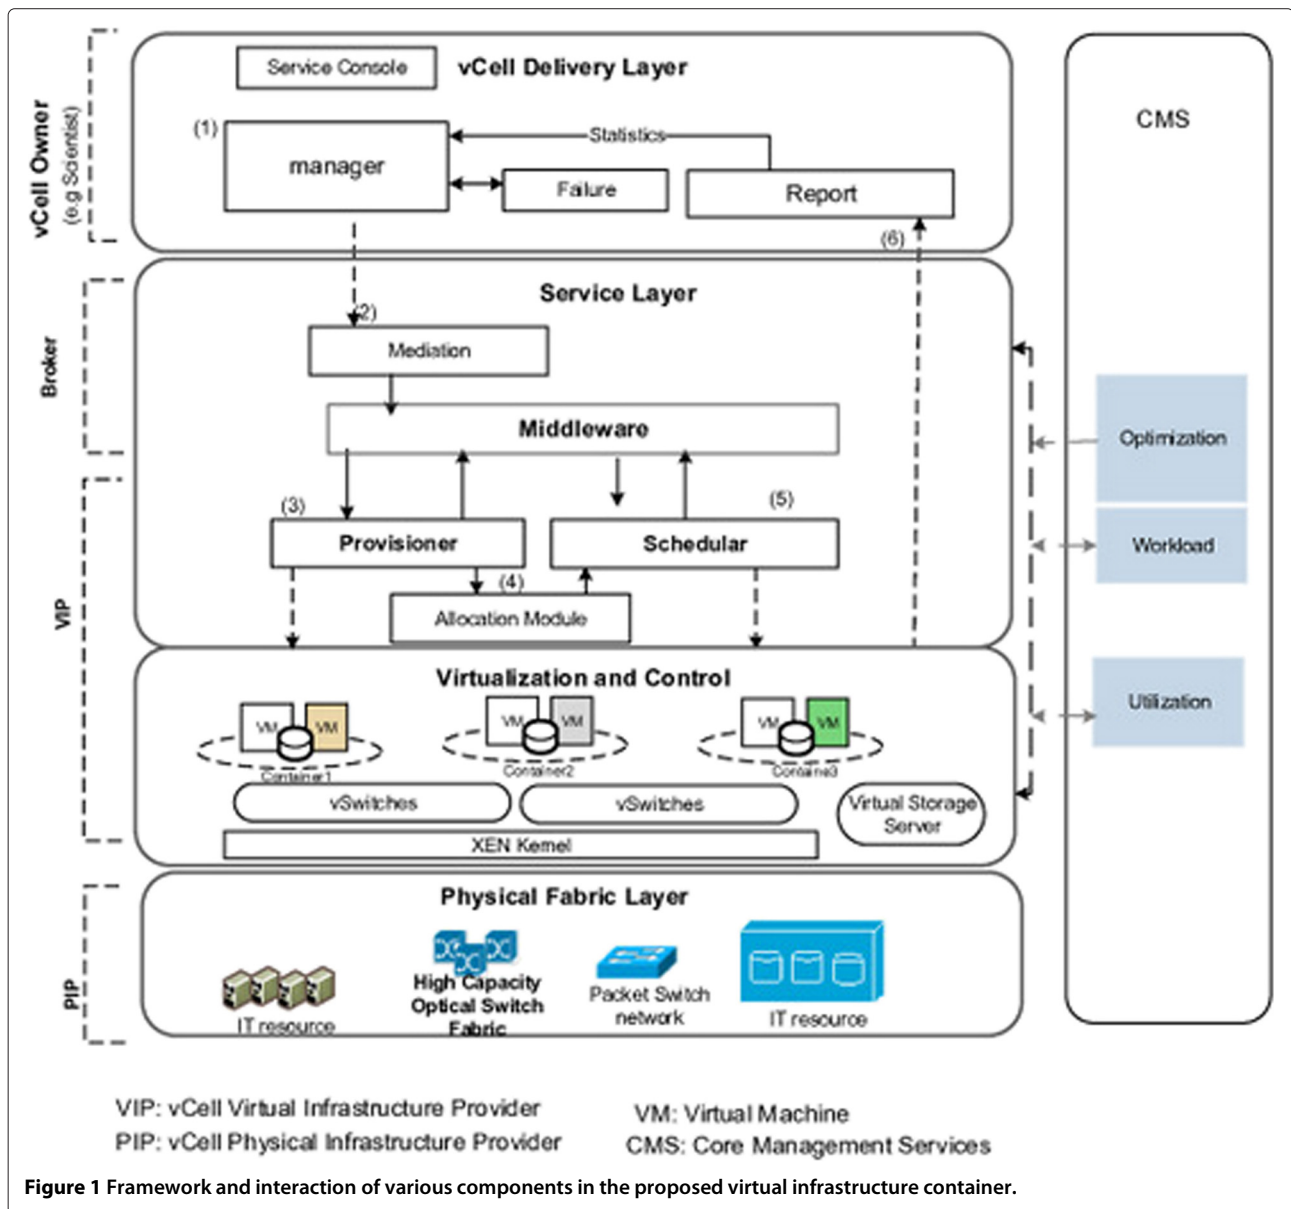 Service Console
vCell Delivery Layer
CMS
vCell Owner
(e.g Scientist)
(1)
manager
Statistics
Failure
Report
(6)
Service Layer
Broker
(2)
Mediation
Middleware
Optimization
(3)
(5)
Provisioner
Schedular
Workload
(4)
Allocation Module
VIP
Virtualization and Control
VM
VM
VM
VM
VM
VM
Utilization
Container1
Container2
Containe3
vSwitches
vSwitches
Virtual Storage
Server
XEN Kernel
Physical Fabric Layer
PIP
IT resource
High Capacity
Optical Switch
Fabric
Packet Switch
network
IT resource
VIP: vCell Virtual Infrastructure Provider
VM: Virtual Machine
PIP: vCell Physical Infrastructure Provider
CMS: Core Management Services
Figure 1 Framework and interaction of various components in the proposed virtual infrastructure container.